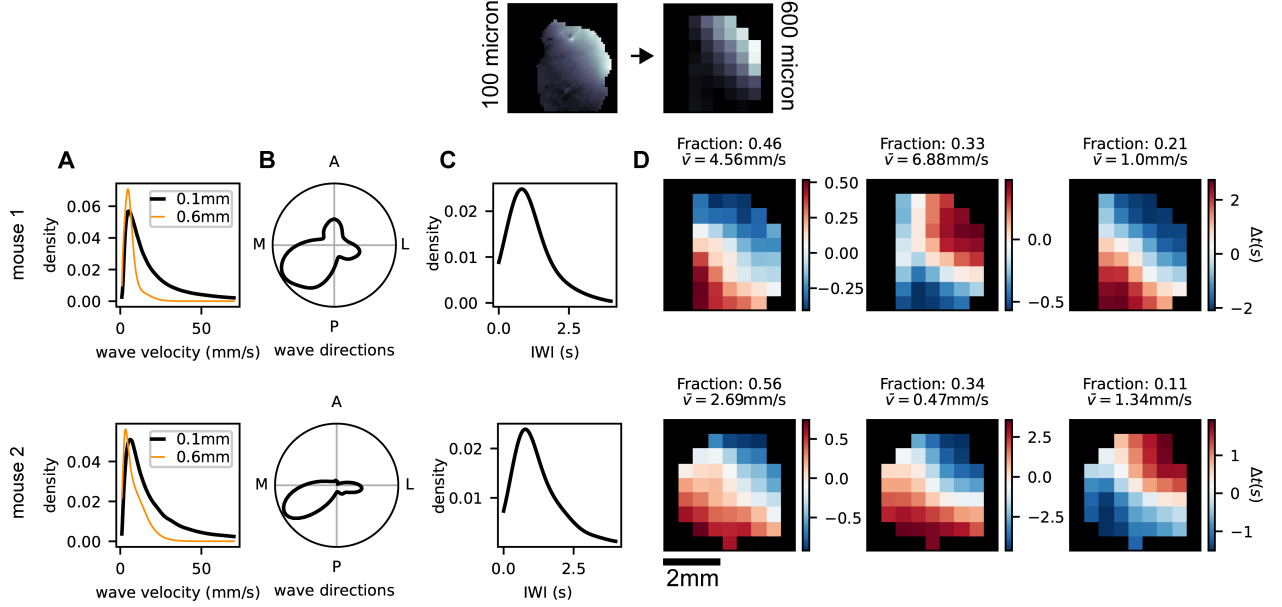 100 micron
600 micron
A
B
C
D
mouse 1
density
0.06
0.04
0.02
0.00
0.1mm
0.6mm
0
50
wave velocity (mm/s)
A
M
L
P
wave directions
density
0.02
0.01
0.00
0.0
2.5
IWI (s)
Fraction: 0.46
v̄ = 4.56mm/s
0.50
0.25
0.00
−0.25
Fraction: 0.33
v̄ = 6.88mm/s
0.0
−0.5
Fraction: 0.21
v̄ = 1.0mm/s
2
0
−2
Δt(s)
mouse 2
density
0.04
0.02
0.00
0.1mm
0.6mm
0
50
wave velocity (mm/s)
A
M
L
P
wave directions
density
0.02
0.01
0.0
2.5
IWI (s)
Fraction: 0.56
v̄ = 2.69mm/s
0.5
0.0
−0.5
2mm
Fraction: 0.34
v̄ = 0.47mm/s
2.5
0.0
−2.5
Fraction: 0.11
v̄ = 1.34mm/s
1
0
−1
Δt(s)